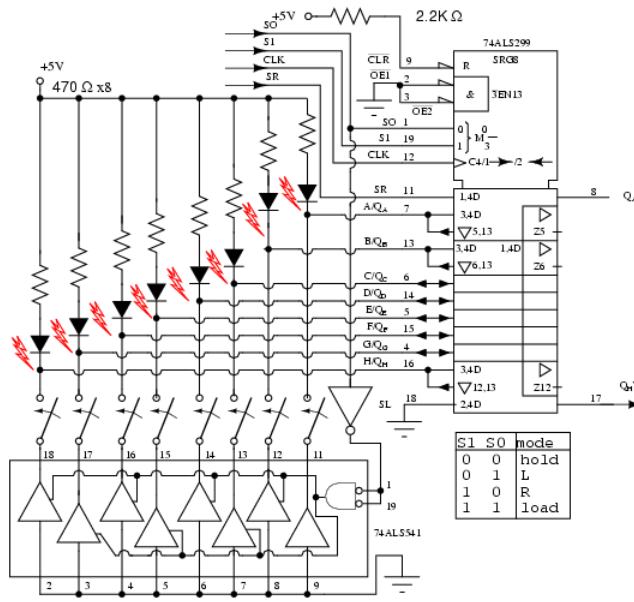 +5V
2.2K Ω
SO
S1
CLK
SR
74ALS299
SRG8
CLR 9 R
OE1 2
3 & 3EN13
OE2
+5V
470 Ω x8
SO 1 0
S1 19 1 M 0 3
CLK 12 C4/1 /2
SR 11 1,4D 8
A/QA 7 3,4D
5,13 Z5
B/QB 13 3,4D 1,4D
6,13 Z6
C/QC 6
D/QD 14
E/QE 5
F/QF 15
G/QG 4
H/QH 16 3,4D
12,13 Z12
SL 18 2,4D 17
18 17 16 15 14 13 12 11
1
19
74ALS541
2 3 4 5 6 7 8 9
S1 S0 mode
0 0 hold
0 1 L
1 0 R
1 1 load